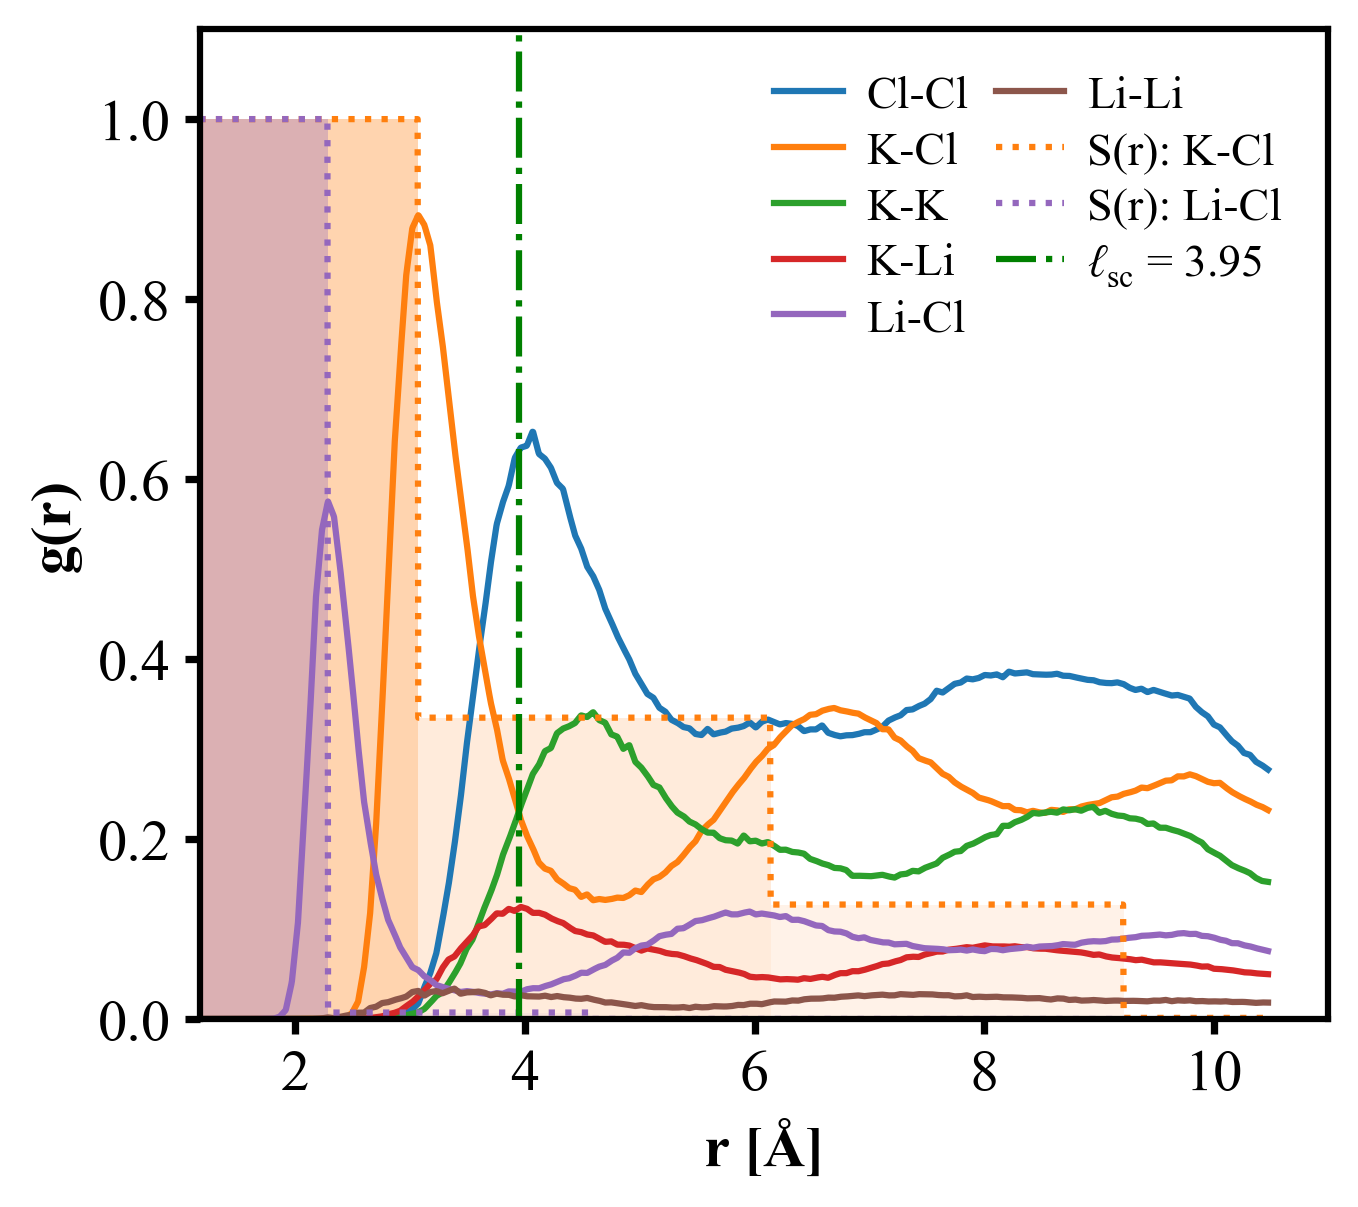 Cl-Cl
K-Cl
K-K
K-Li
Li-Cl
Li-Li
S(r): K-Cl
S(r): Li-Cl
ℓsc = 3.95
g(r)
1.0
0.8
0.6
0.4
0.2
0.0
2 4 6 8 10
r [Å]